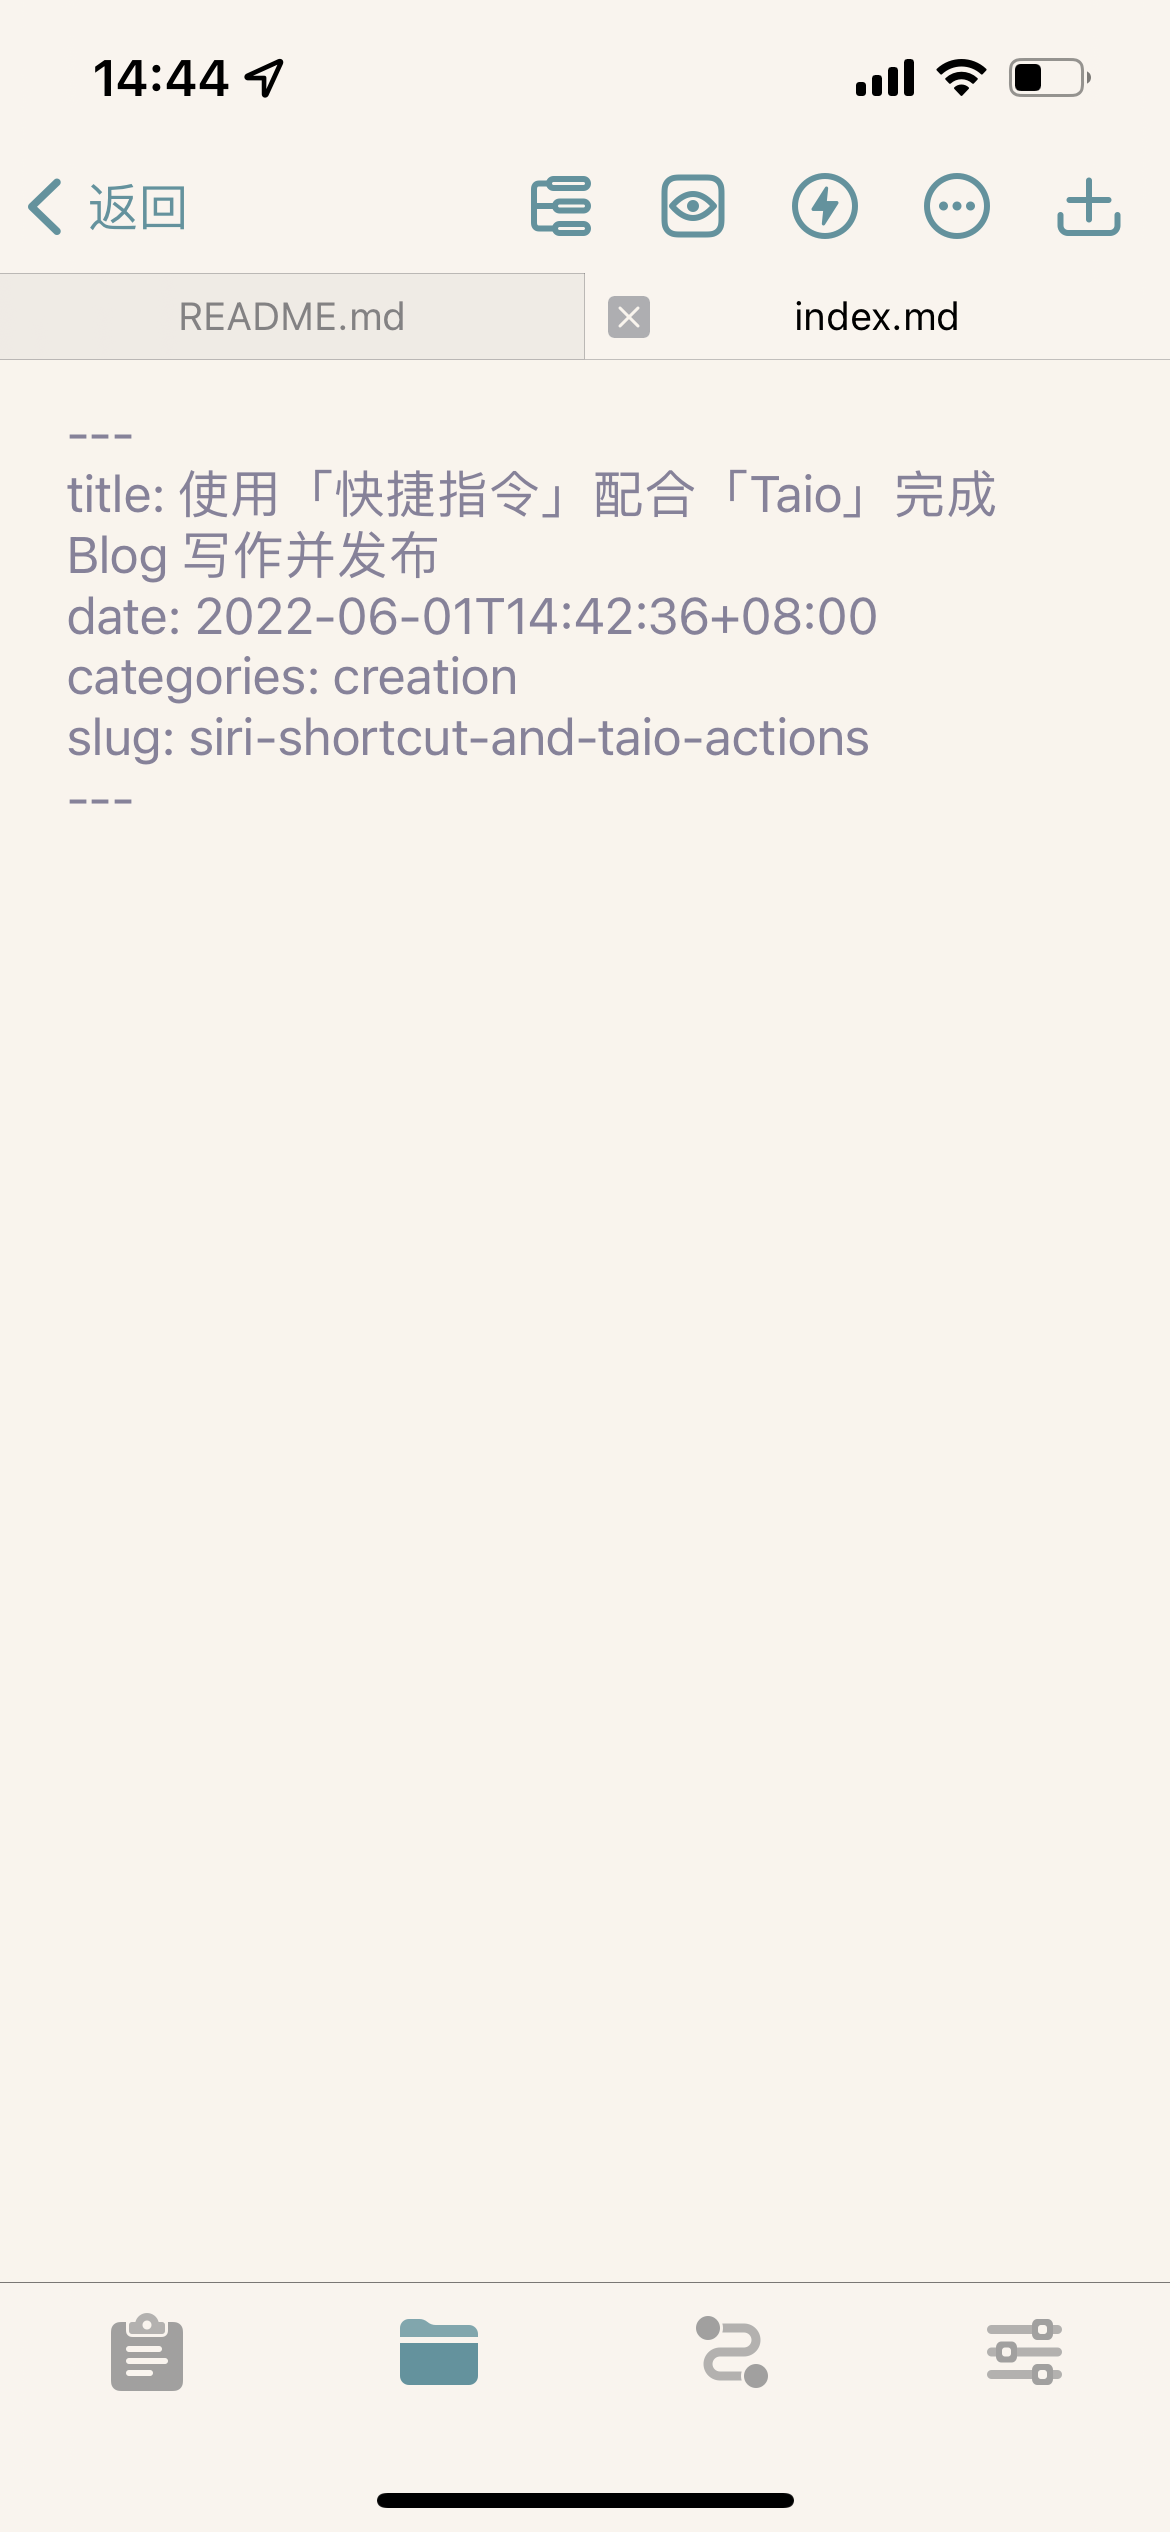 14:44
返回
README.md
index.md
---
title: 使用「快捷指令」配合「Taio」完成
Blog 写作并发布
date: 2022-06-01T14:42:36+08:00
categories: creation
slug: siri-shortcut-and-taio-actions
---